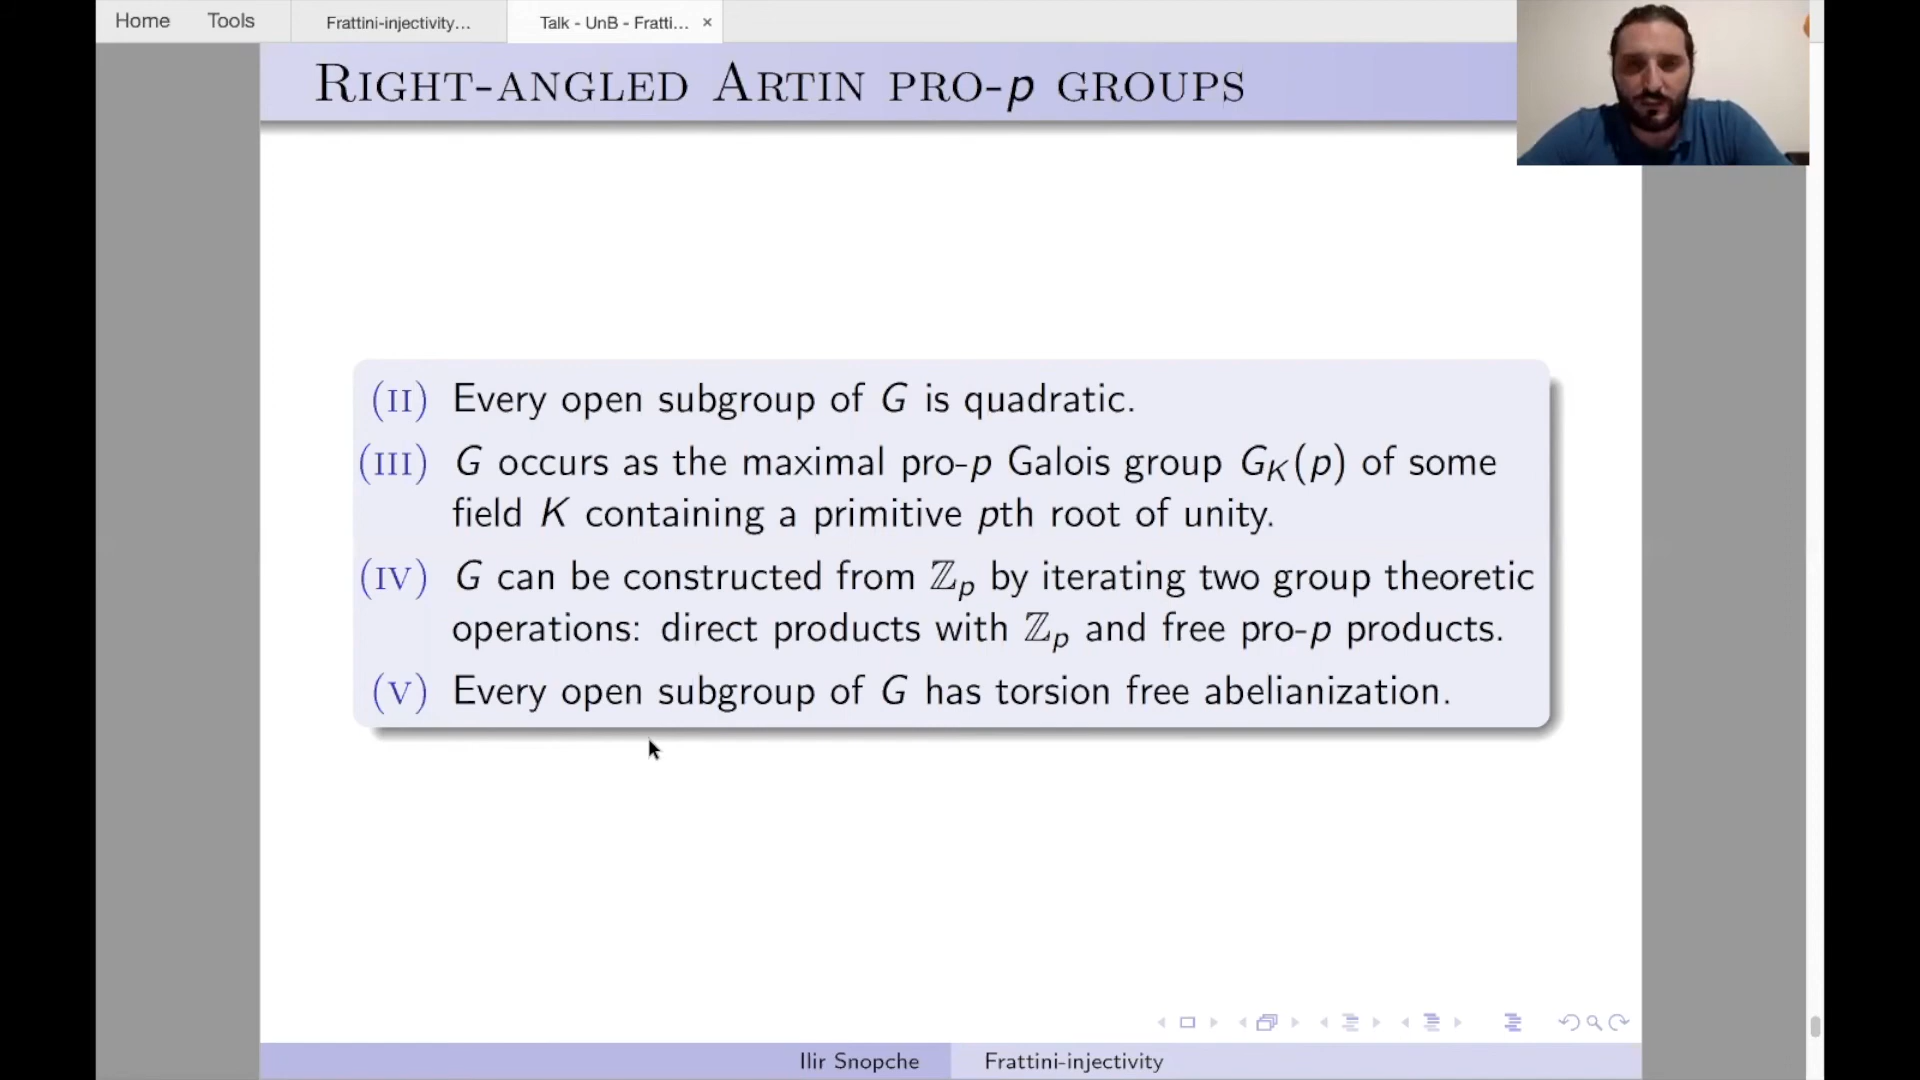 Home Tools Frattini-injectivity... Talk - UnB - Fratti... ×
RIGHT-ANGLED ARTIN PRO-p GROUPS
(II) Every open subgroup of G is quadratic.
(III) G occurs as the maximal pro-p Galois group G_K(p) of some
field K containing a primitive pth root of unity.
(IV) G can be constructed from ℤ_p by iterating two group theoretic
operations: direct products with ℤ_p and free pro-p products.
(V) Every open subgroup of G has torsion free abelianization.
Ilir Snopche Frattini-injectivity